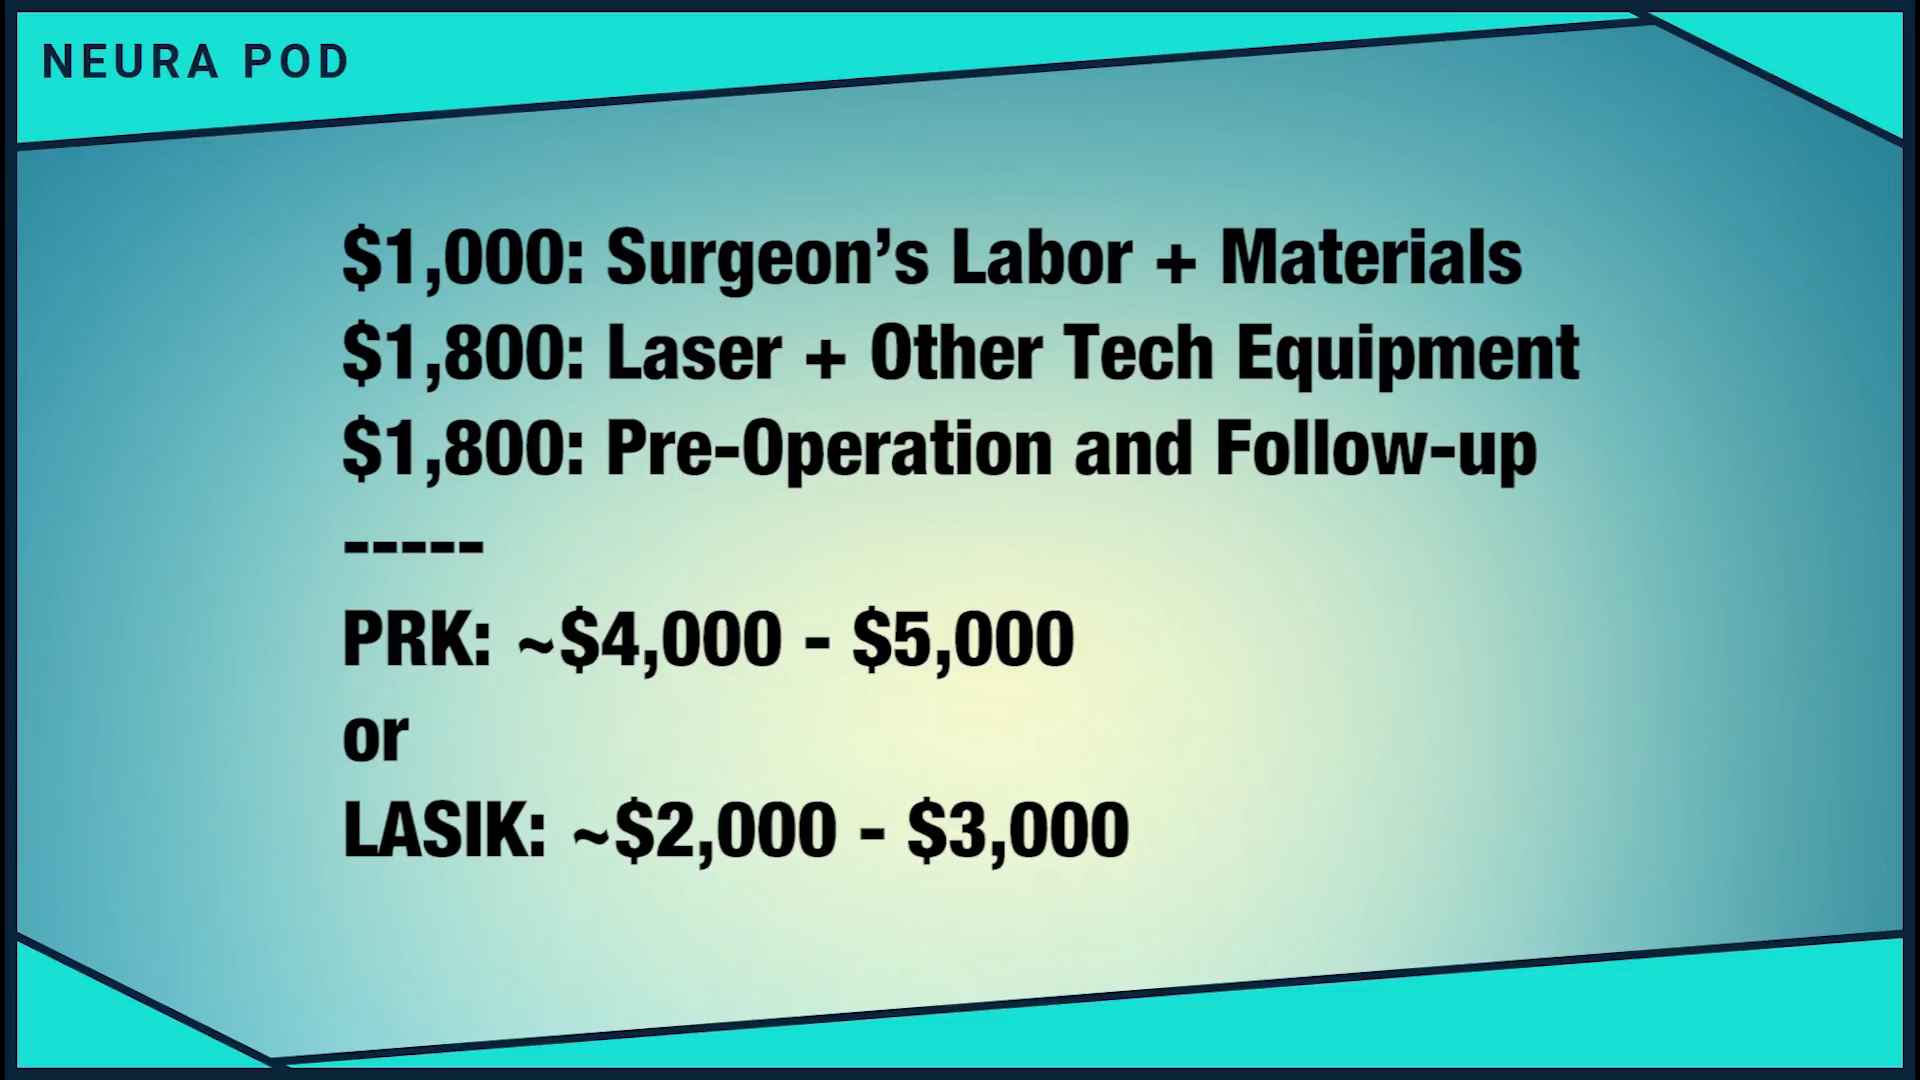 NEURA POD
$1,000: Surgeon’s Labor + Materials
$1,800: Laser + Other Tech Equipment
$1,800: Pre-Operation and Follow-up
-----
PRK: ~$4,000 - $5,000
or
LASIK: ~$2,000 - $3,000